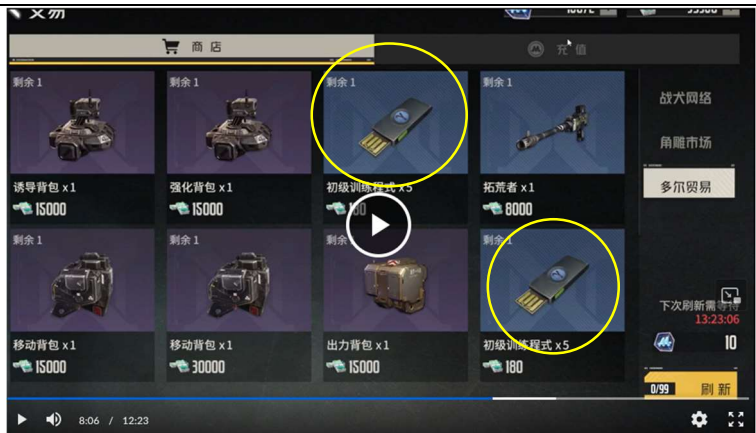 交易
商店
充值
剩余 1
剩余 1
剩余 1
剩余 1
诱导背包 x1
强化背包 x1
初级训练程式 x5
拓荒者 x1
15000
15000
8000
剩余 1
剩余 1
剩余
剩余 1
移动背包 x1
移动背包 x1
出力背包 x1
初级训练程式 x5
15000
30000
15000
180
战犬网络
角雕市场
多尔贸易
下次刷新需等待
13:23:06
10
0/99
刷新
8:06 / 12:23